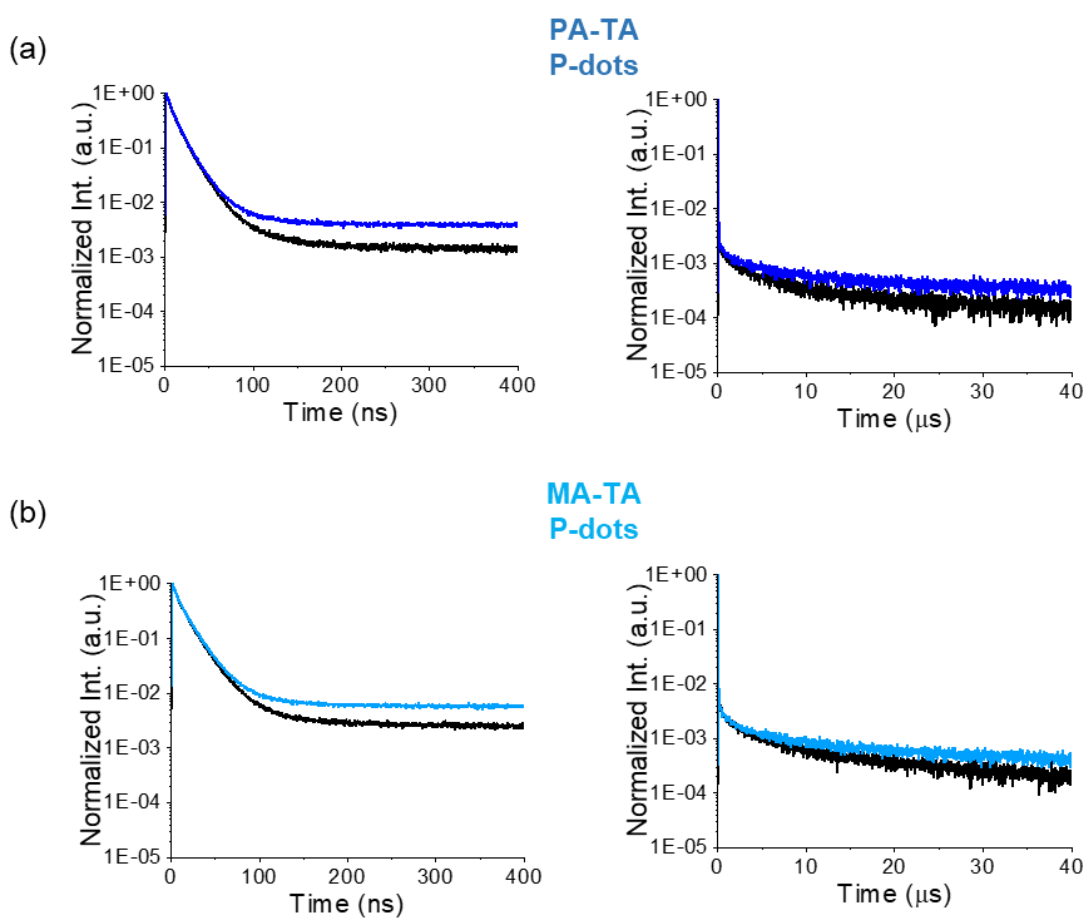 (a)
PA-TA
P-dots
Normalized Int. (a.u.)
1E+00
1E-01
1E-02
1E-03
1E-04
1E-05
0
100
200
300
400
Time (ns)
Normalized Int. (a.u.)
1E+00
1E-01
1E-02
1E-03
1E-04
1E-05
0
10
20
30
40
Time (μs)
(b)
MA-TA
P-dots
Normalized Int. (a.u.)
1E+00
1E-01
1E-02
1E-03
1E-04
1E-05
0
100
200
300
400
Time (ns)
Normalized Int. (a.u.)
1E+00
1E-01
1E-02
1E-03
1E-04
1E-05
0
10
20
30
40
Time (μs)